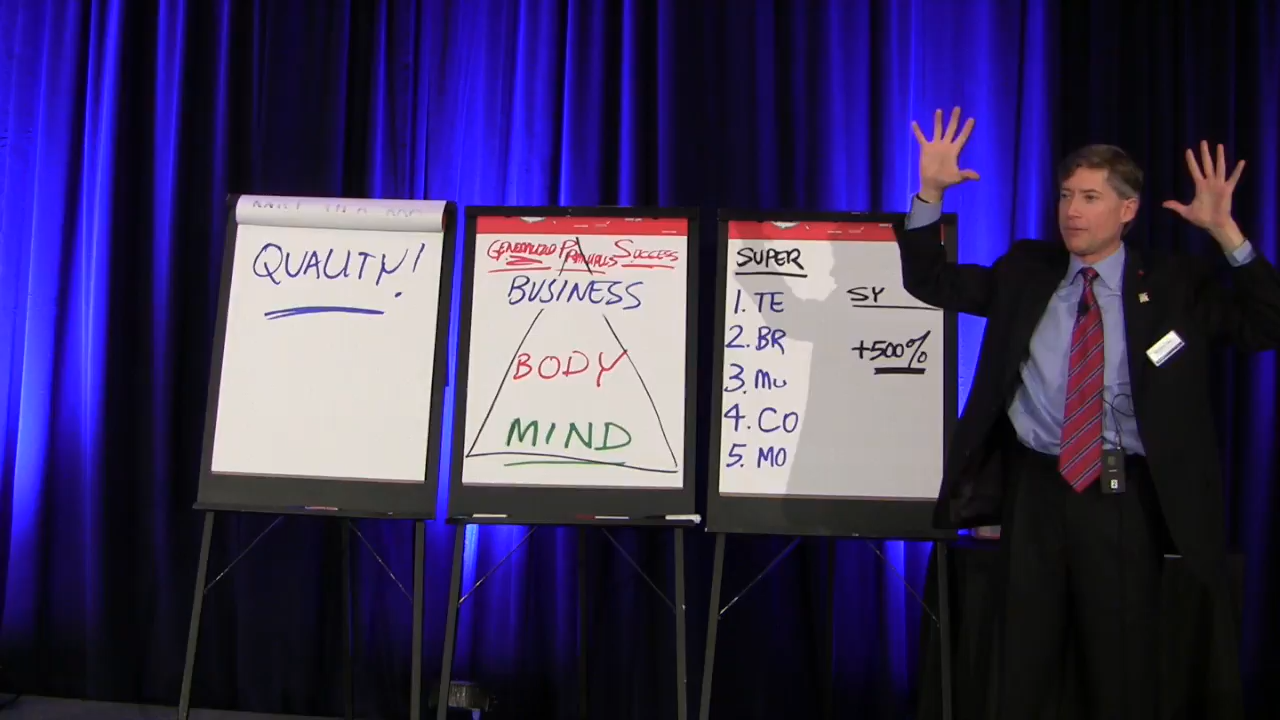 QUALITY!
GENERALIZED PRINCIPLES SUCCESS
BUSINESS
BODY
MIND
SUPER
SY
1. TE
+500%
2. BR
3. MU
4. CO
5. MO